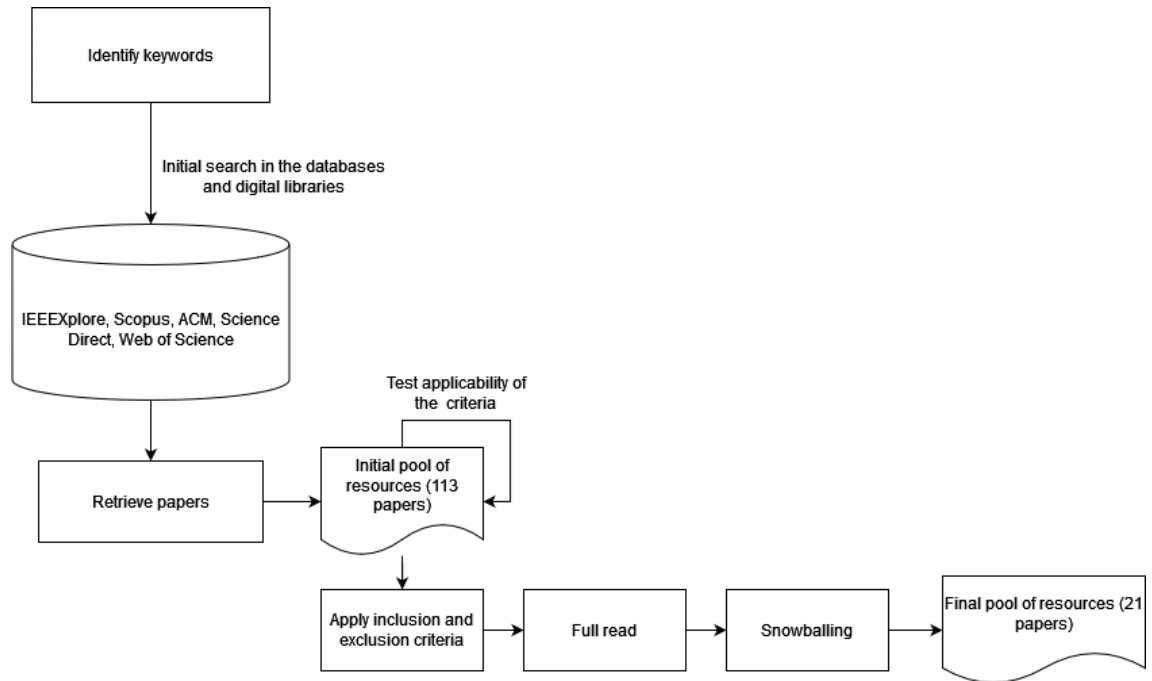 Identify keywords
Initial search in the databases
and digital libraries
IEEEXplore, Scopus, ACM, Science
Direct, Web of Science
Test applicability of
the criteria
Retrieve papers
Initial pool of
resources (113
papers)
Apply inclusion and
exclusion criteria
Full read
Snowballing
Final pool of resources (21
papers)